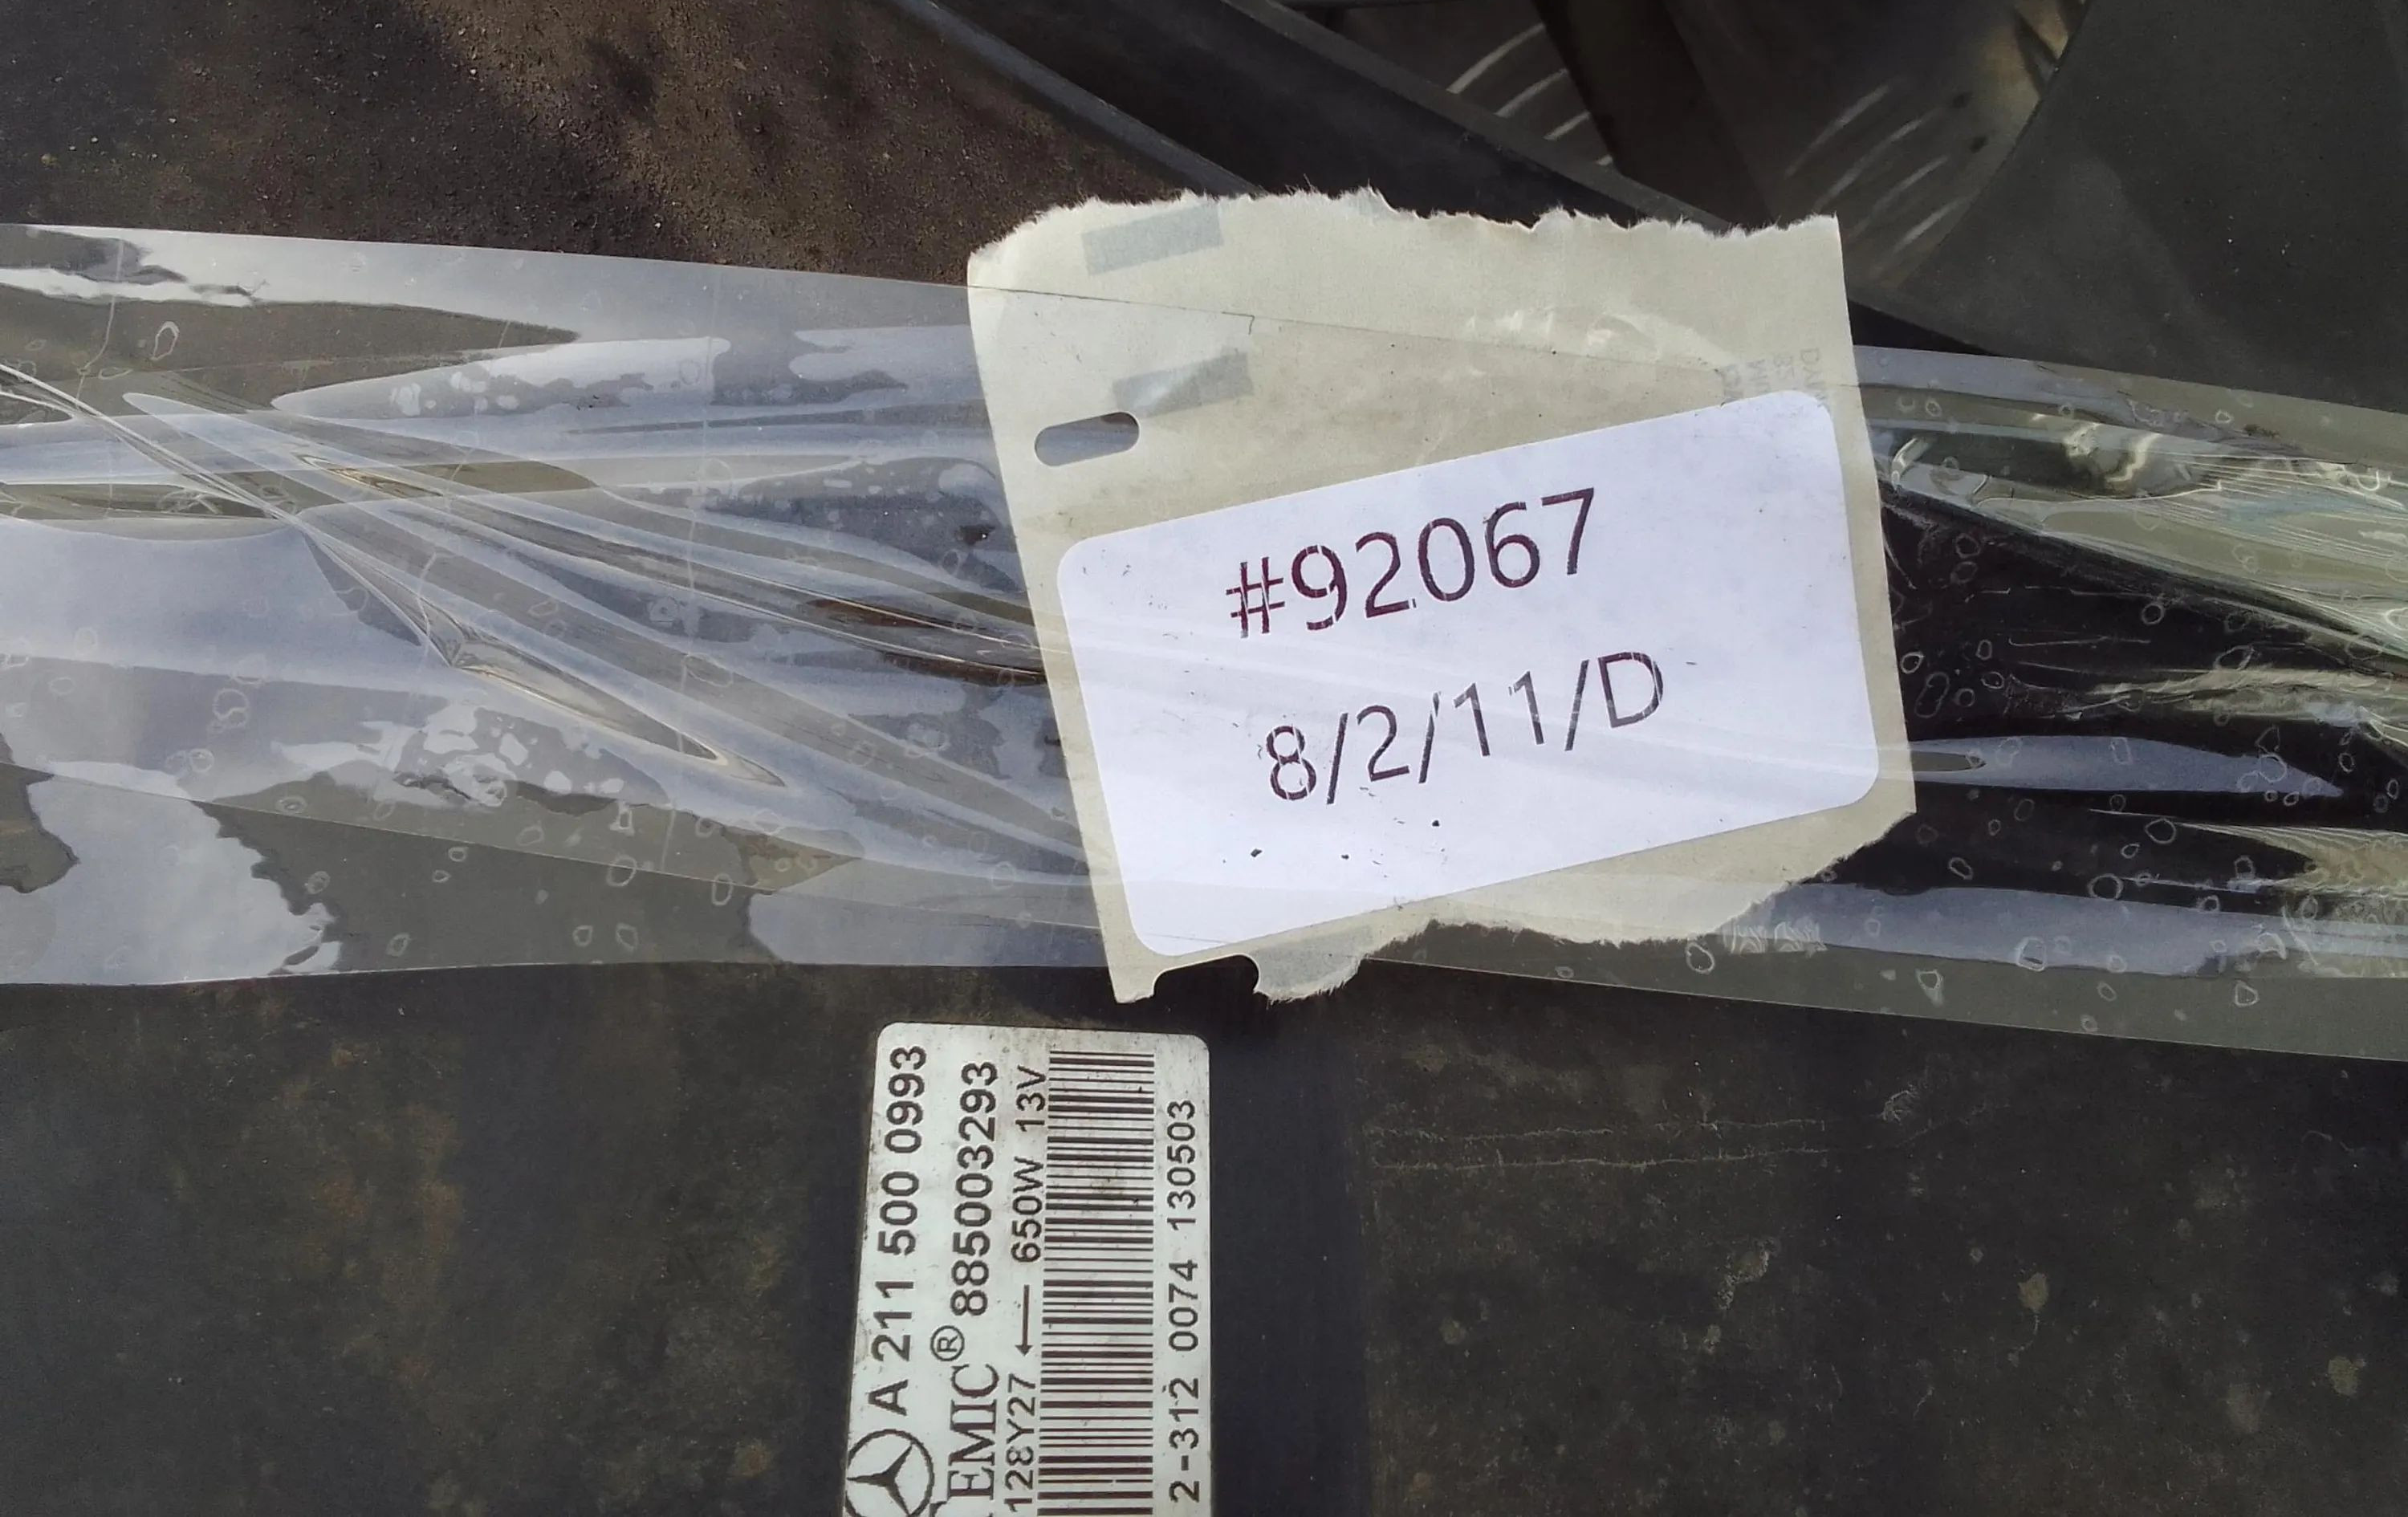 #92067
8/2/11/D
A 211 500 0993
EMIC® 885003293
128Y27 ← 650W 13V
2-312 0074 130503